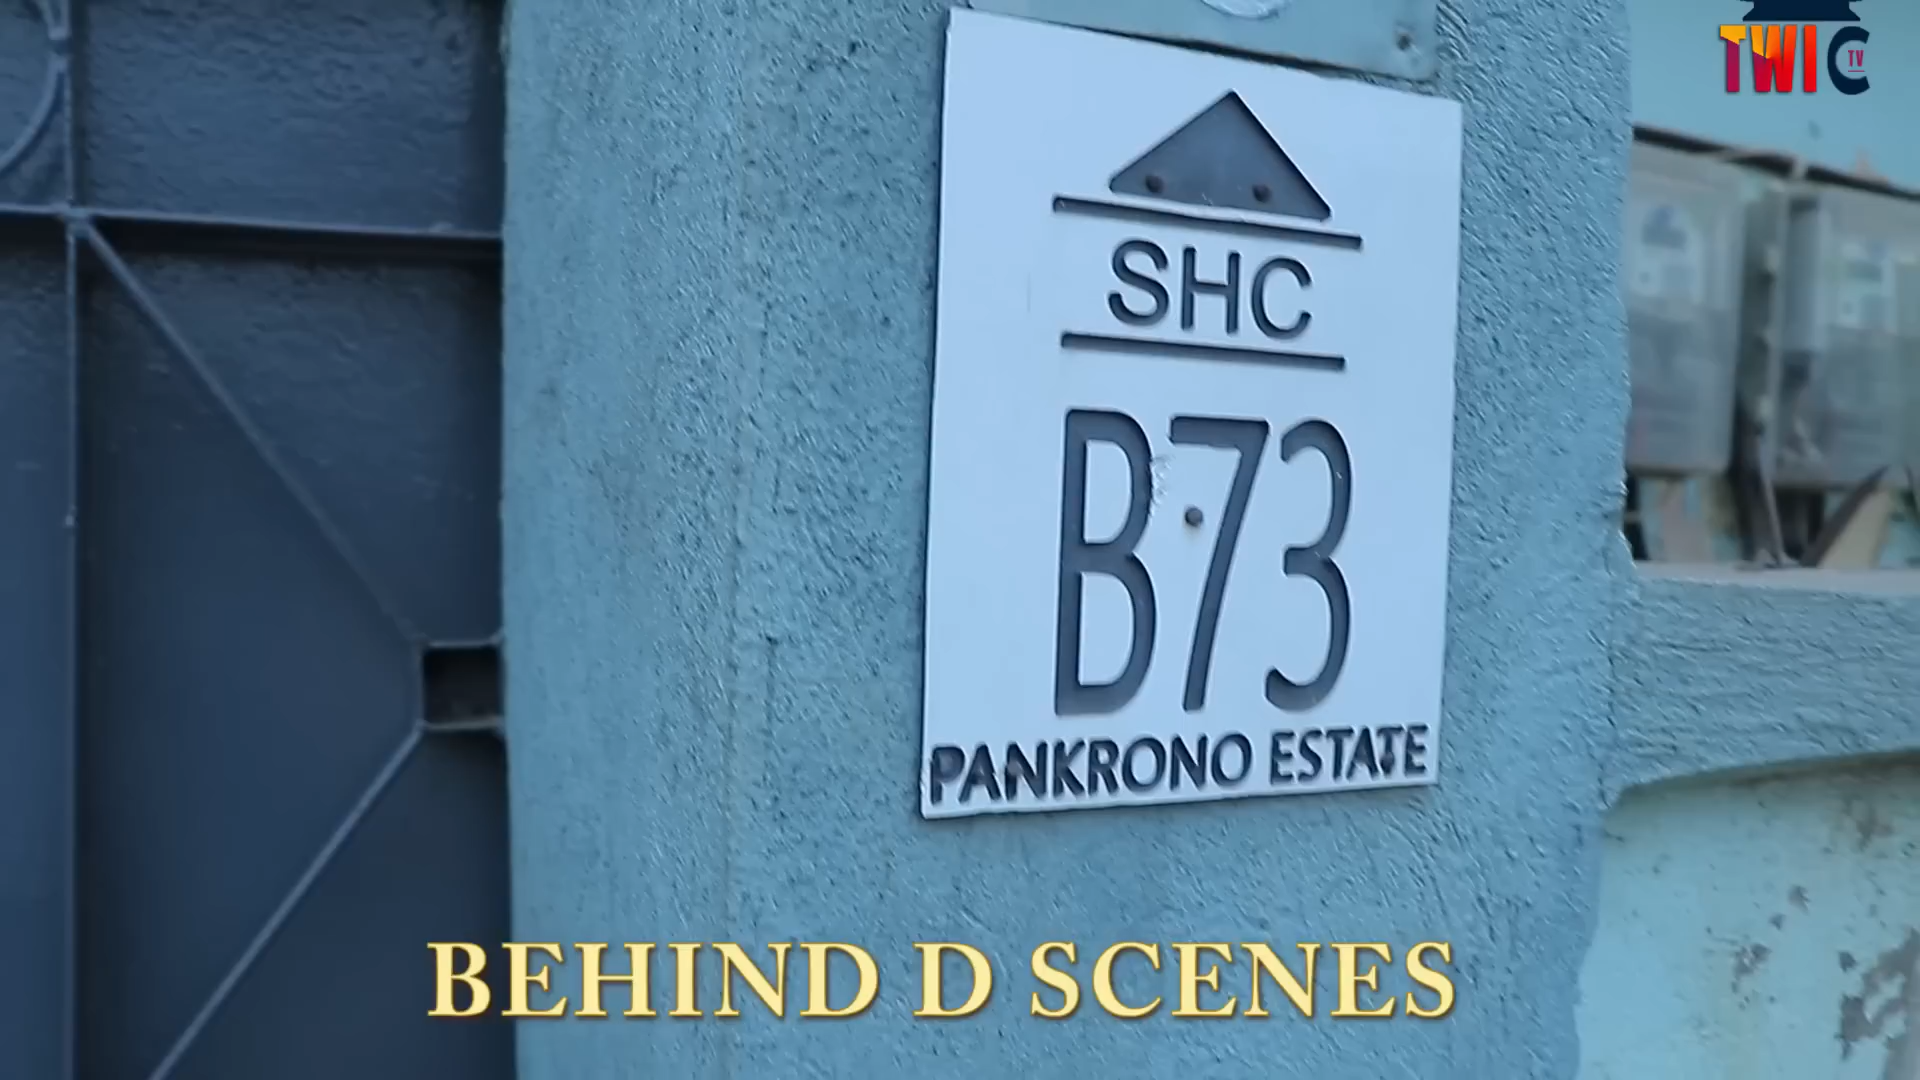 TWIC
TV
SHC
B73
PANKRONO ESTATE
BEHIND D SCENES